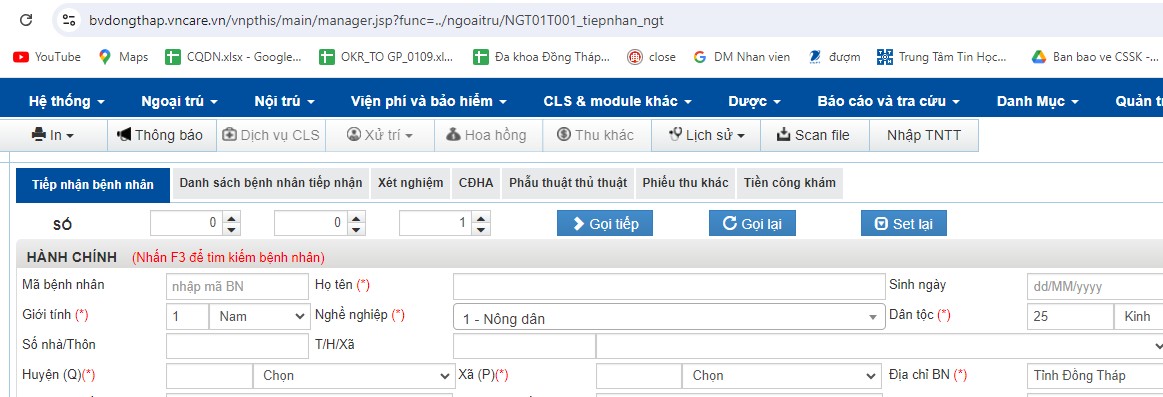 bvdongthap.vncare.vn/vnpthis/main/manager.jsp?func=../ngoaitru/NGT01T001_tiepnhan_ngt
YouTube Maps CQDN.xlsx - Google... OKR_TO GP_0109.xl... Đa khoa Đồng Tháp... close DM Nhan vien đượm Trung Tâm Tin Học... Ban bao ve CSSK -...
Hệ thống Ngoại trú Nội trú Viện phí và bảo hiểm CLS & module khác Dược Báo cáo và tra cứu Danh Mục Quản tr
In Thông báo Dịch vụ CLS Xử trí Hoa hồng Thu khác Lịch sử Scan file Nhập TNTT
Tiếp nhận bệnh nhân Danh sách bệnh nhân tiếp nhận Xét nghiệm CĐHA Phẫu thuật thủ thuật Phiếu thu khác Tiền công khám
SỐ 0 0 1 Gọi tiếp Gọi lại Set lại
HÀNH CHÍNH (Nhấn F3 để tìm kiếm bệnh nhân)
Mã bệnh nhân nhập mã BN Họ tên (*) Sinh ngày dd/MM/yyyy
Giới tính (*) 1 Nam Nghề nghiệp (*) 1 - Nông dân Dân tộc (*) 25 Kinh
Số nhà/Thôn T/H/Xã
Huyện (Q)(*) Chọn Xã (P)(*) Chọn Địa chỉ BN (*) Tỉnh Đồng Tháp